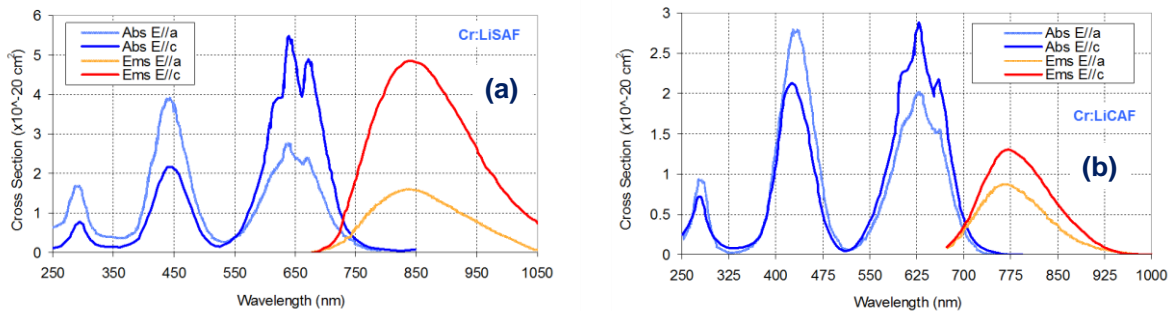 Cross Section (x10^-20 cm²)
6
5
4
3
2
1
0
Abs E//a
Abs E//c
Ems E//a
Ems E//c
Cr:LiSAF
(a)
250 350 450 550 650 750 850 950 1050
Wavelength (nm)
Cross Section (x10^-20 cm²)
3
2.5
2
1.5
1
0.5
0
Abs E//a
Abs E//c
Ems E//a
Ems E//c
Cr:LiCAF
(b)
250 325 400 475 550 625 700 775 850 925 1000
Wavelength (nm)